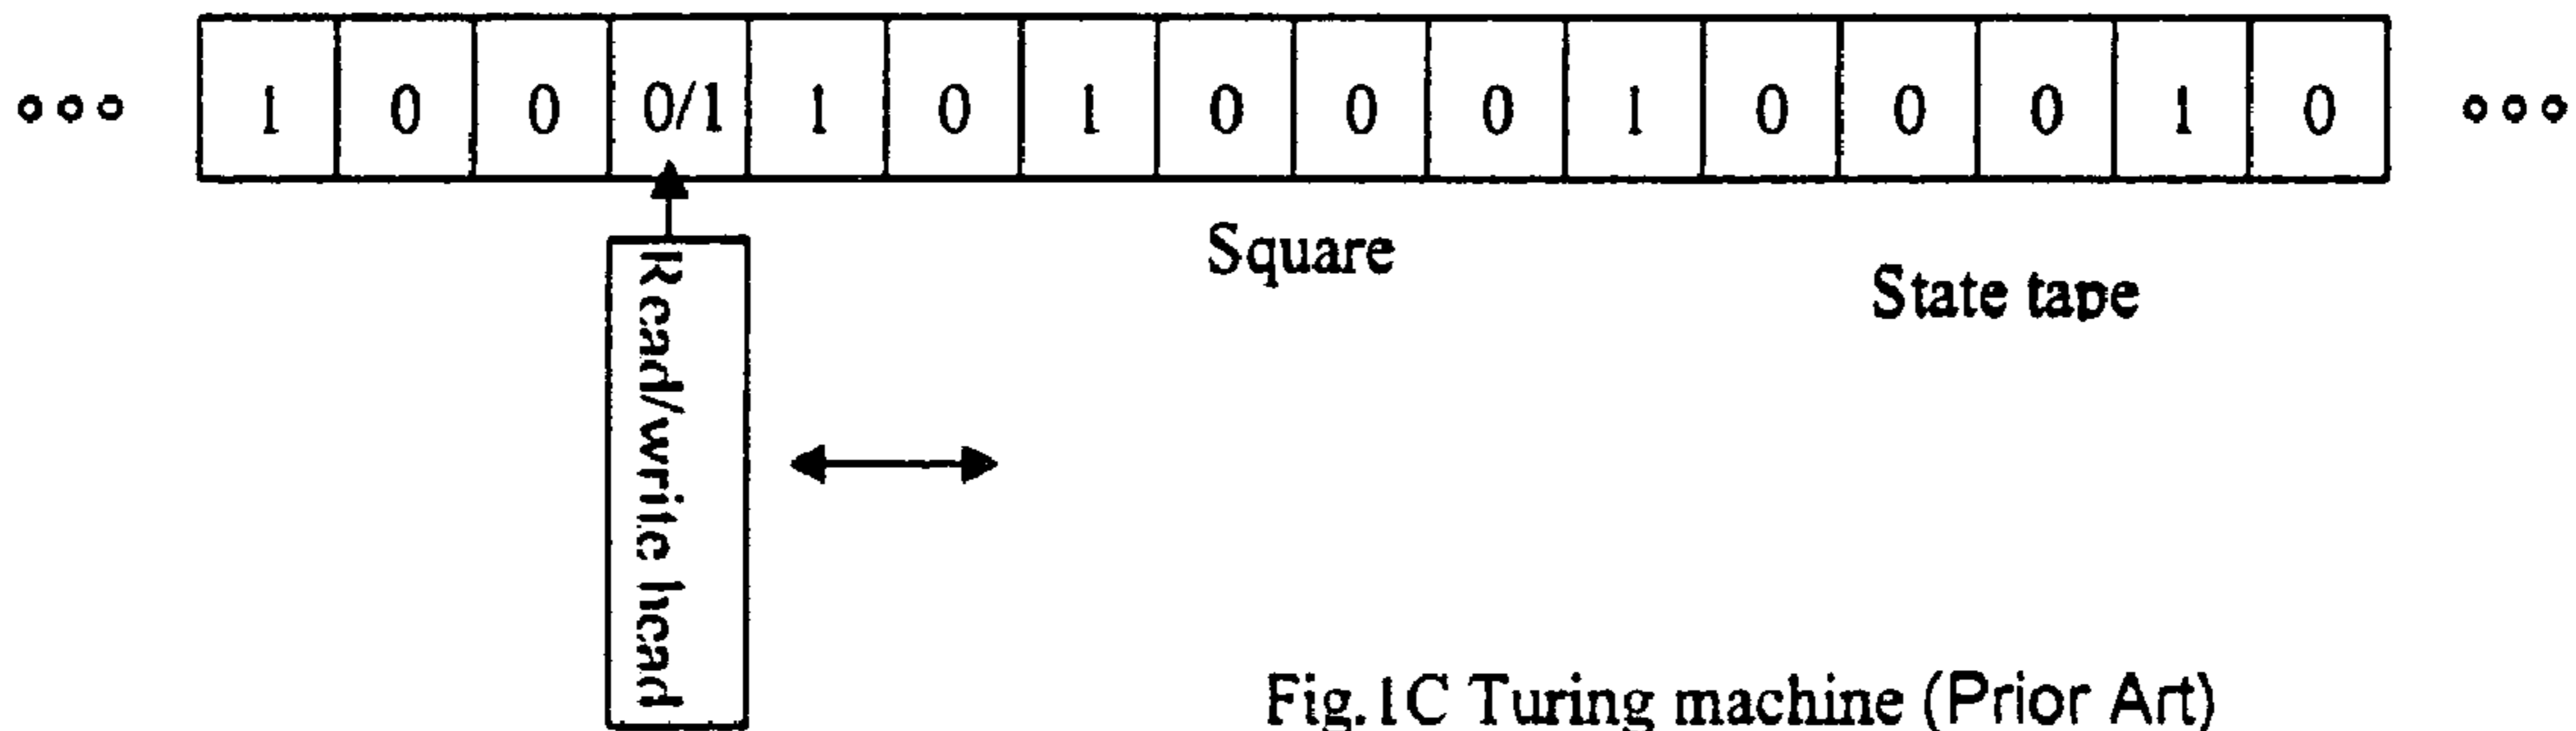 ∘∘∘ 1 0 0 0/1 1 0 1 0 0 0 1 0 0 0 1 0 ∘∘∘
Read/write head
Square
State tape
Fig.1C Turing machine (Prior Art)